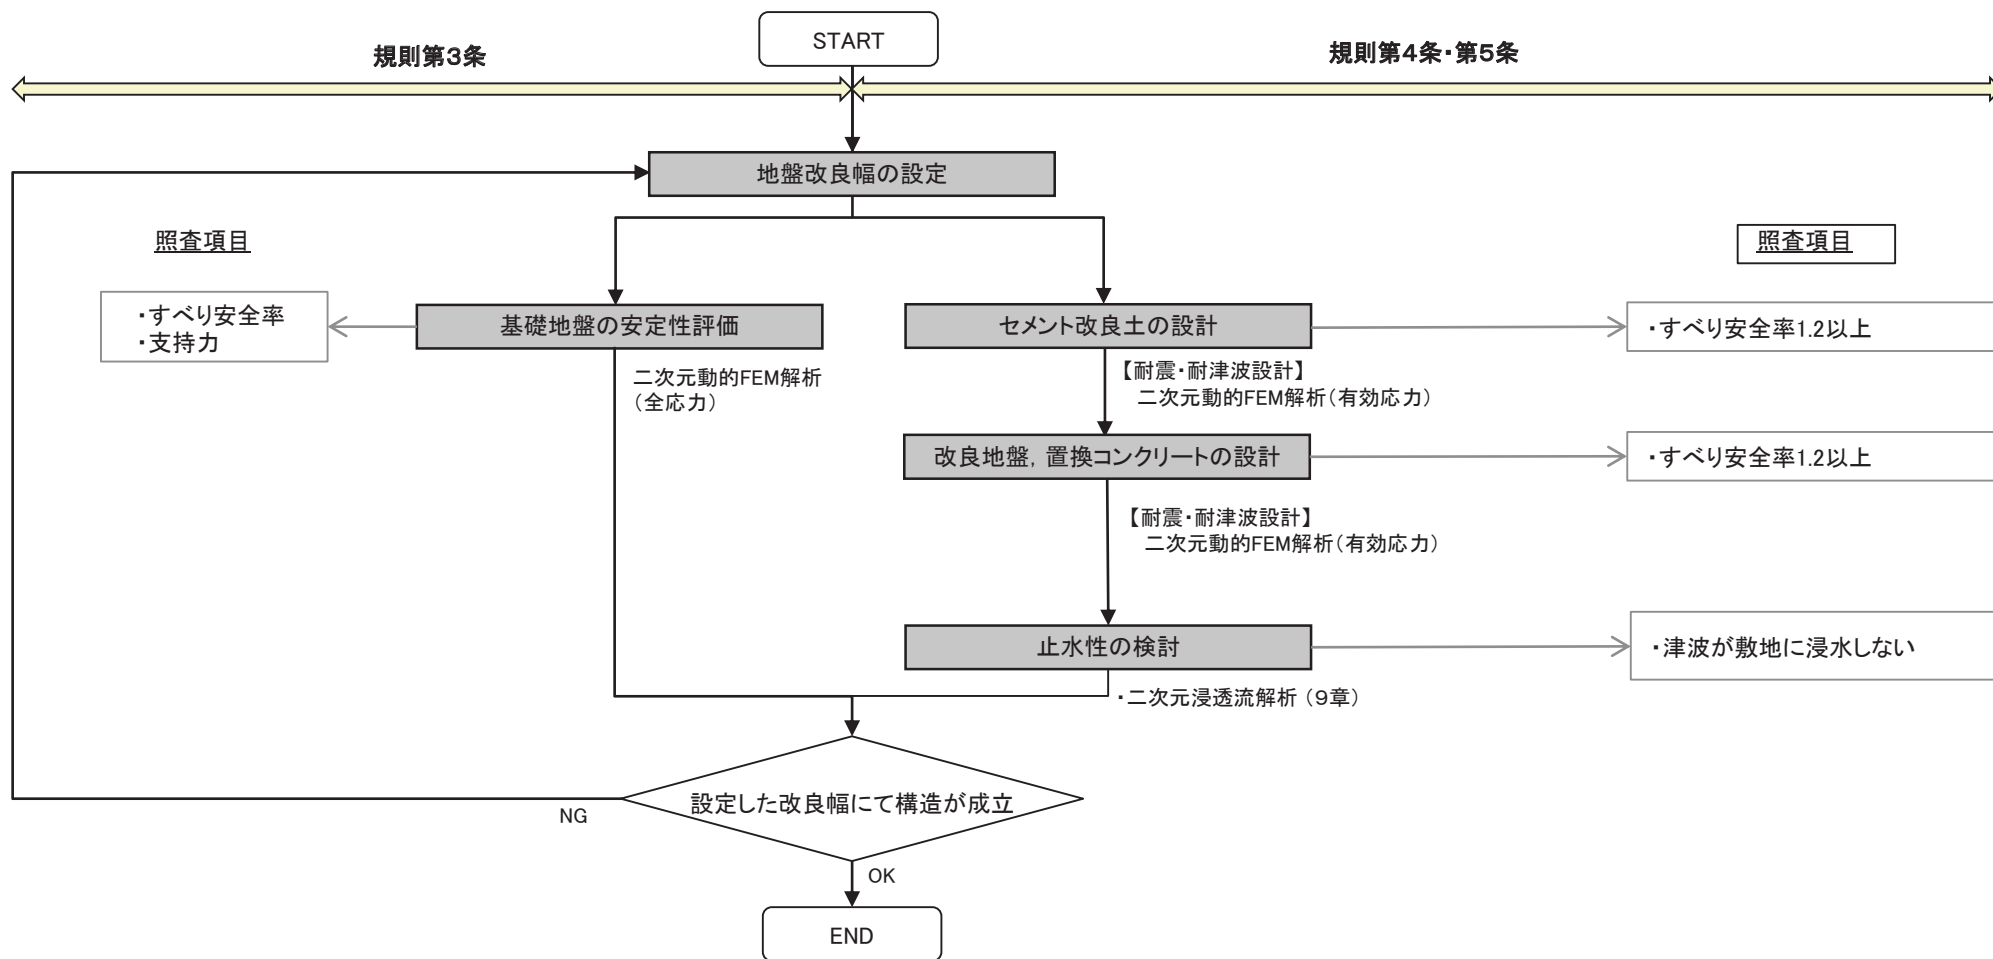 START
規則第3条
規則第4条・第5条
地盤改良幅の設定
照査項目
照査項目
・すべり安全率
・支持力
基礎地盤の安定性評価
セメント改良土の設計
・すべり安全率1.2以上
二次元動的FEM解析
（全応力）
【耐震・耐津波設計】
二次元動的FEM解析（有効応力）
改良地盤，置換コンクリートの設計
・すべり安全率1.2以上
【耐震・耐津波設計】
二次元動的FEM解析（有効応力）
止水性の検討
・津波が敷地に浸水しない
・二次元浸透流解析（9章）
設定した改良幅にて構造が成立
NG
OK
END